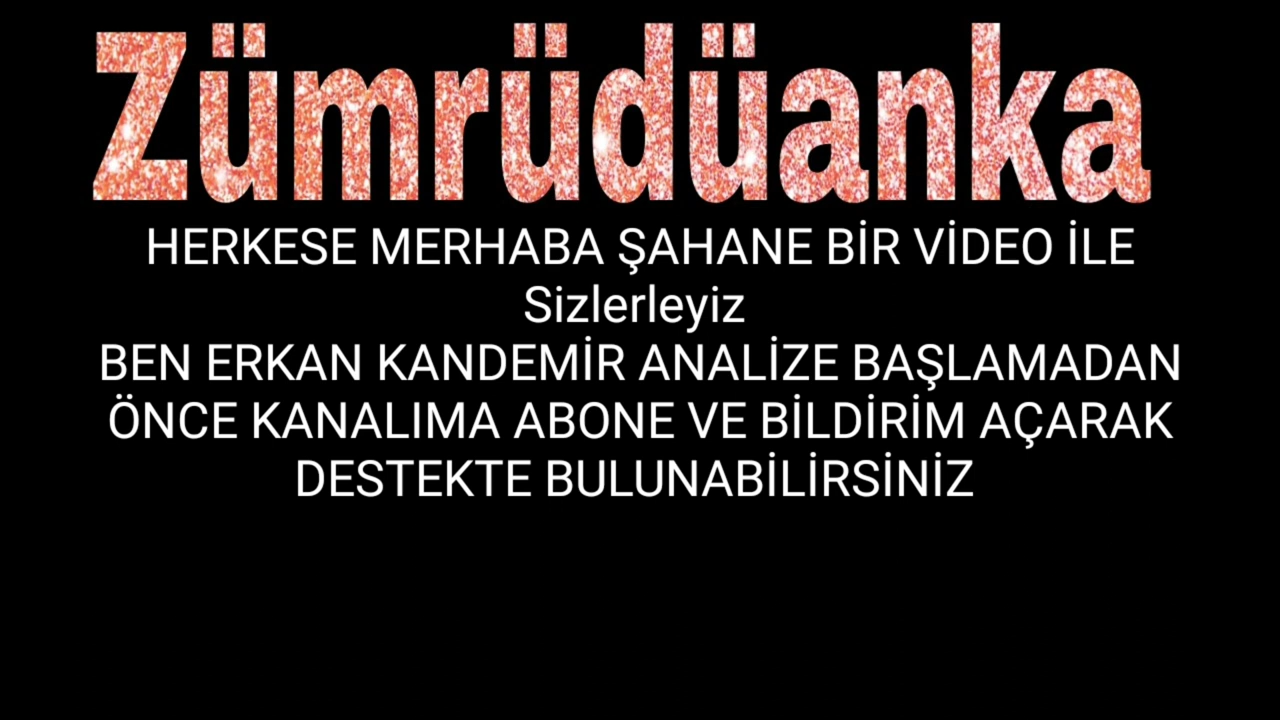 Zümrüdüanka
HERKESE MERHABA ŞAHANE BİR VİDEO İLE
Sizlerleyiz
BEN ERKAN KANDEMİR ANALİZE BAŞLAMADAN
ÖNCE KANALIMA ABONE VE BİLDİRİM AÇARAK
DESTEKTE BULUNABİLİRSİNİZ